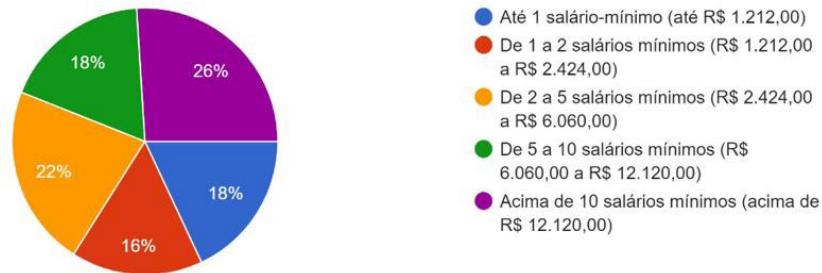 18%
26%
22%
18%
16%
Até 1 salário-mínimo (até R$ 1.212,00)
De 1 a 2 salários mínimos (R$ 1.212,00
a R$ 2.424,00)
De 2 a 5 salários mínimos (R$ 2.424,00
a R$ 6.060,00)
De 5 a 10 salários mínimos (R$
6.060,00 a R$ 12.120,00)
Acima de 10 salários mínimos (acima de
R$ 12.120,00)